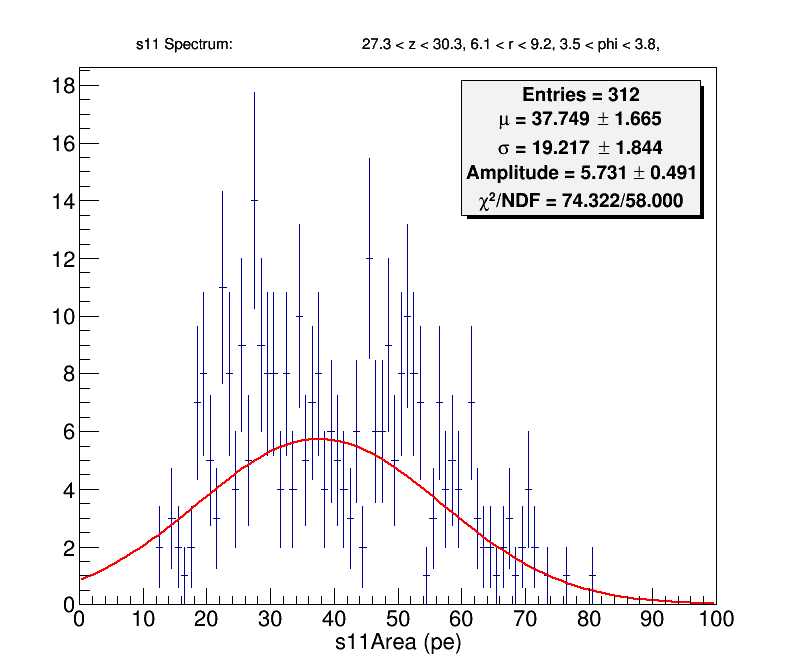 s11 Spectrum: 27.3 < z < 30.3, 6.1 < r < 9.2, 3.5 < phi < 3.8,
Entries = 312
μ = 37.749 ± 1.665
σ = 19.217 ± 1.844
Amplitude = 5.731 ± 0.491
χ²/NDF = 74.322/58.000
18
16
14
12
10
8
6
4
2
0
0 10 20 30 40 50 60 70 80 90 100
s11Area (pe)